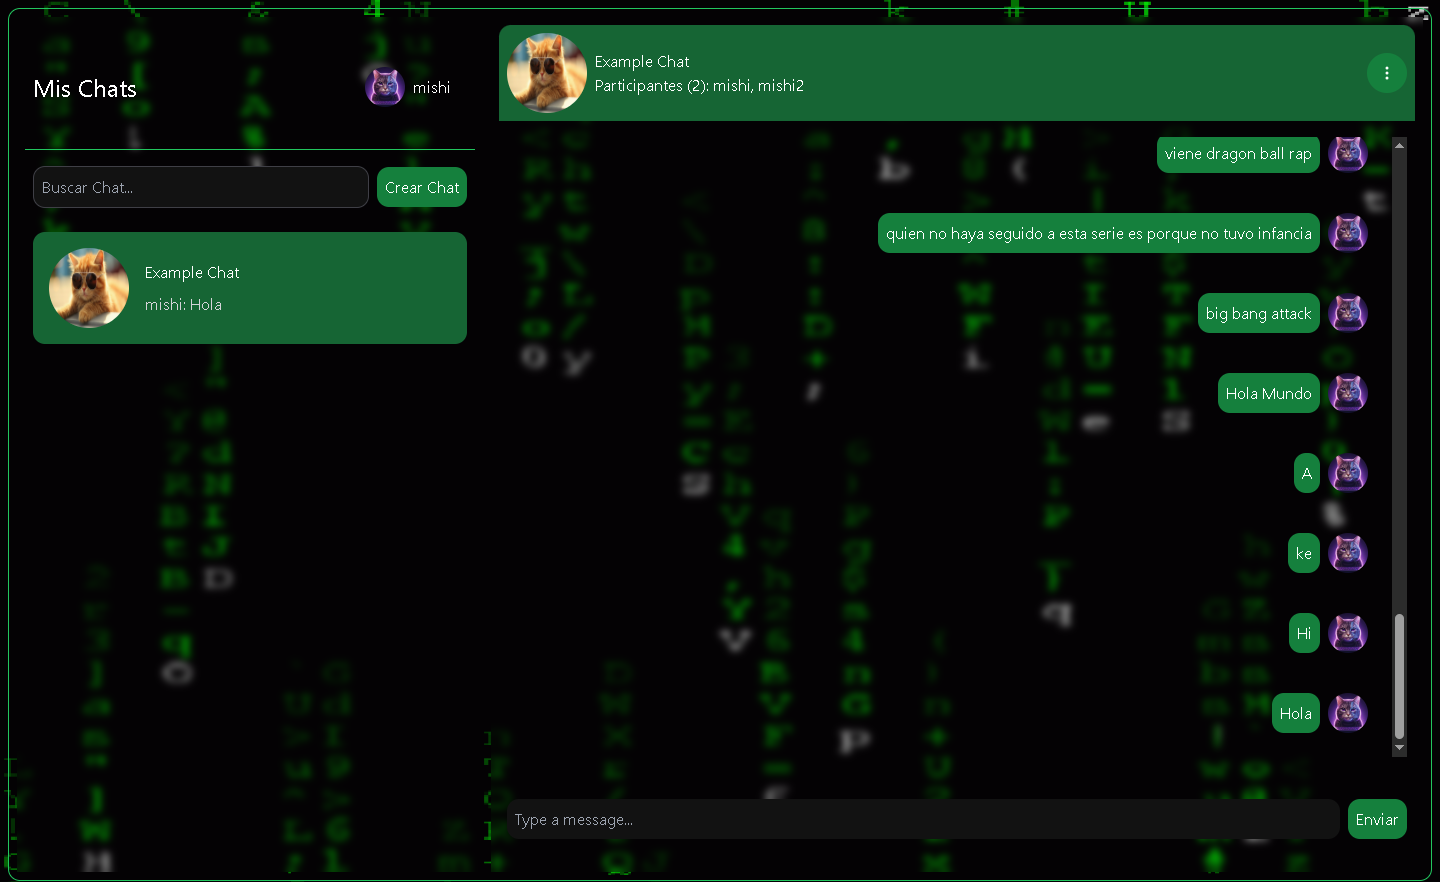 Mis Chats
mishi
Buscar Chat...
Crear Chat
Example Chat
mishi: Hola
Example Chat
Participantes (2): mishi, mishi2
viene dragon ball rap
quien no haya seguido a esta serie es porque no tuvo infancia
big bang attack
Hola Mundo
A
ke
Hi
Hola
Type a message...
Enviar